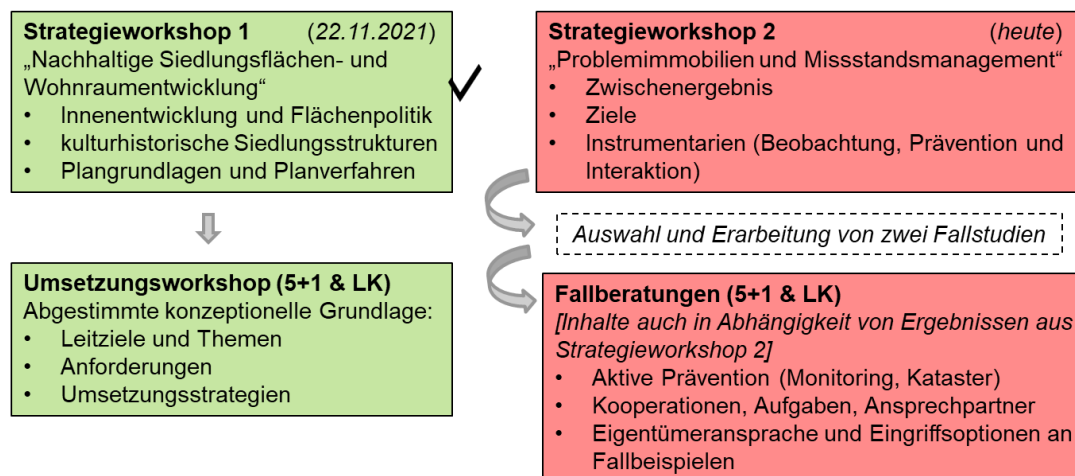 Strategieworkshop 1 (22.11.2021)
„Nachhaltige Siedlungsflächen- und
Wohnraumentwicklung“
• Innenentwicklung und Flächenpolitik
• kulturhistorische Siedlungsstrukturen
• Plangrundlagen und Planverfahren
Strategieworkshop 2 (heute)
„Problemimmobilien und Missstandsmanagement“
• Zwischenergebnis
• Ziele
• Instrumentarien (Beobachtung, Prävention und
Interaktion)
Auswahl und Erarbeitung von zwei Fallstudien
Umsetzungsworkshop (5+1 & LK)
Abgestimmte konzeptionelle Grundlage:
• Leitziele und Themen
• Anforderungen
• Umsetzungsstrategien
Fallberatungen (5+1 & LK)
[Inhalte auch in Abhängigkeit von Ergebnissen aus
Strategieworkshop 2]
• Aktive Prävention (Monitoring, Kataster)
• Kooperationen, Aufgaben, Ansprechpartner
• Eigentümeransprache und Eingriffsoptionen an
Fallbeispielen